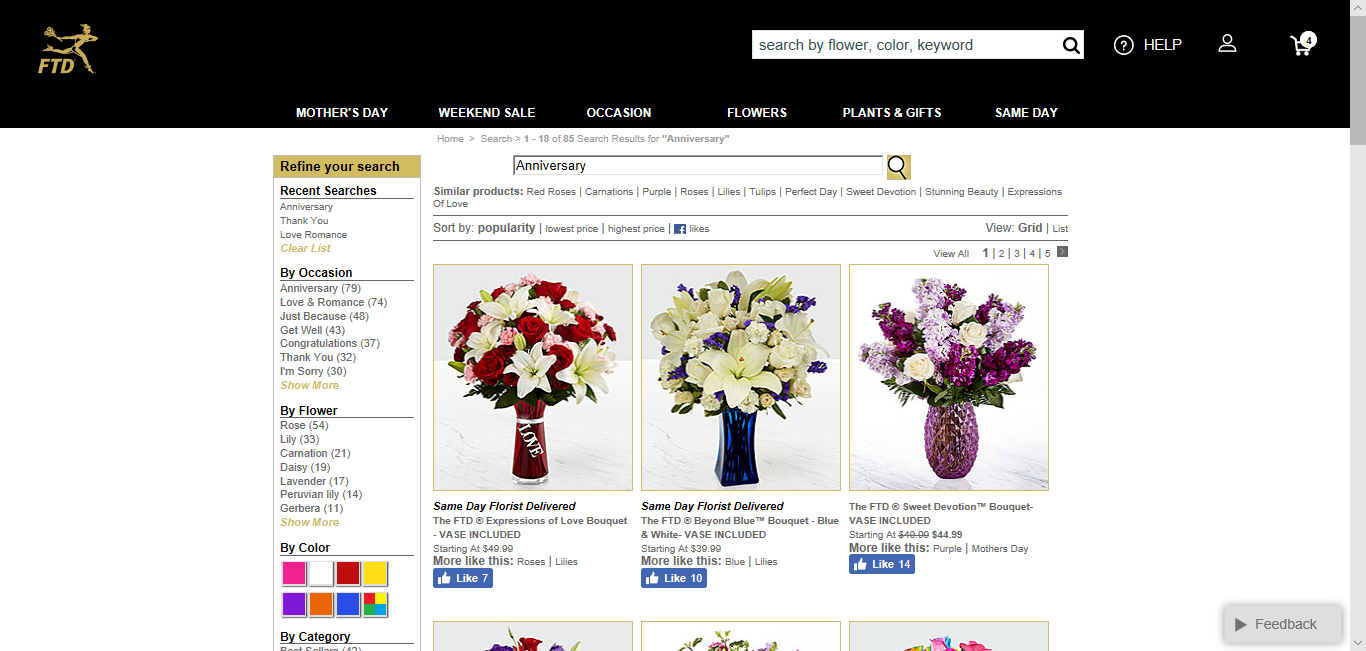 FTD
search by flower, color, keyword
? HELP
4
MOTHER'S DAY WEEKEND SALE OCCASION FLOWERS PLANTS & GIFTS SAME DAY
Home > Search > 1 - 18 of 85 Search Results for "Anniversary"
Refine your search
Recent Searches
Anniversary
Thank You
Love Romance
Clear List
By Occasion
Anniversary (79)
Love & Romance (74)
Just Because (48)
Get Well (43)
Congratulations (37)
Thank You (32)
I'm Sorry (30)
Show More
By Flower
Rose (54)
Lily (33)
Carnation (21)
Daisy (19)
Lavender (17)
Peruvian lily (14)
Gerbera (11)
Show More
By Color
By Category
Best Sellers (42)
Anniversary
Similar products: Red Roses | Carnations | Purple | Roses | Lilies | Tulips | Perfect Day | Sweet Devotion | Stunning Beauty | Expressions
Of Love
Sort by: popularity | lowest price | highest price | f likes
View: Grid | List
View All 1 | 2 | 3 | 4 | 5 >
LOVE
Same Day Florist Delivered
The FTD ® Expressions of Love Bouquet
- VASE INCLUDED
Starting At $49.99
More like this: Roses | Lilies
Like 7
Same Day Florist Delivered
The FTD ® Beyond Blue™ Bouquet - Blue
& White- VASE INCLUDED
Starting At $39.99
More like this: Blue | Lilies
Like 10
The FTD ® Sweet Devotion™ Bouquet-
VASE INCLUDED
Starting At $44.99
More like this: Purple | Mothers Day
Like 14
Feedback